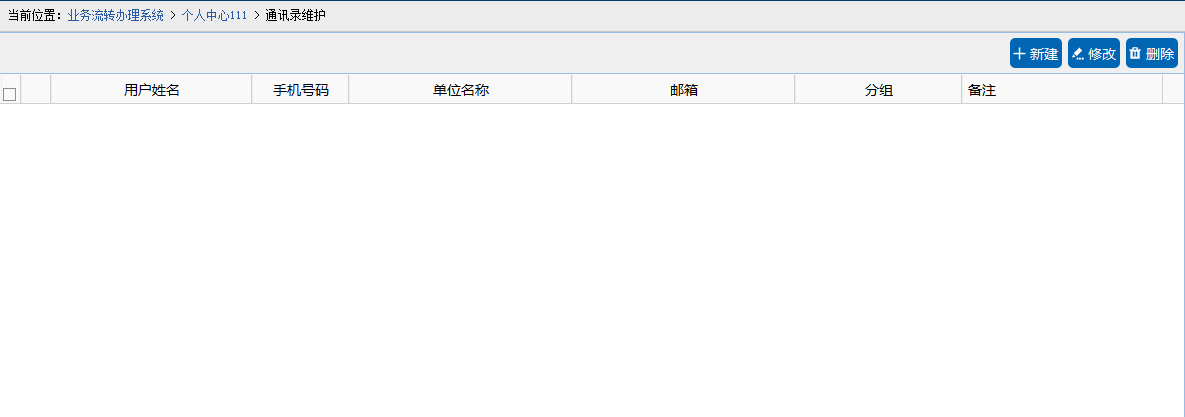 当前位置：业务流转办理系统 > 个人中心111 > 通讯录维护
新建 修改 删除
用户姓名 手机号码 单位名称 邮箱 分组 备注